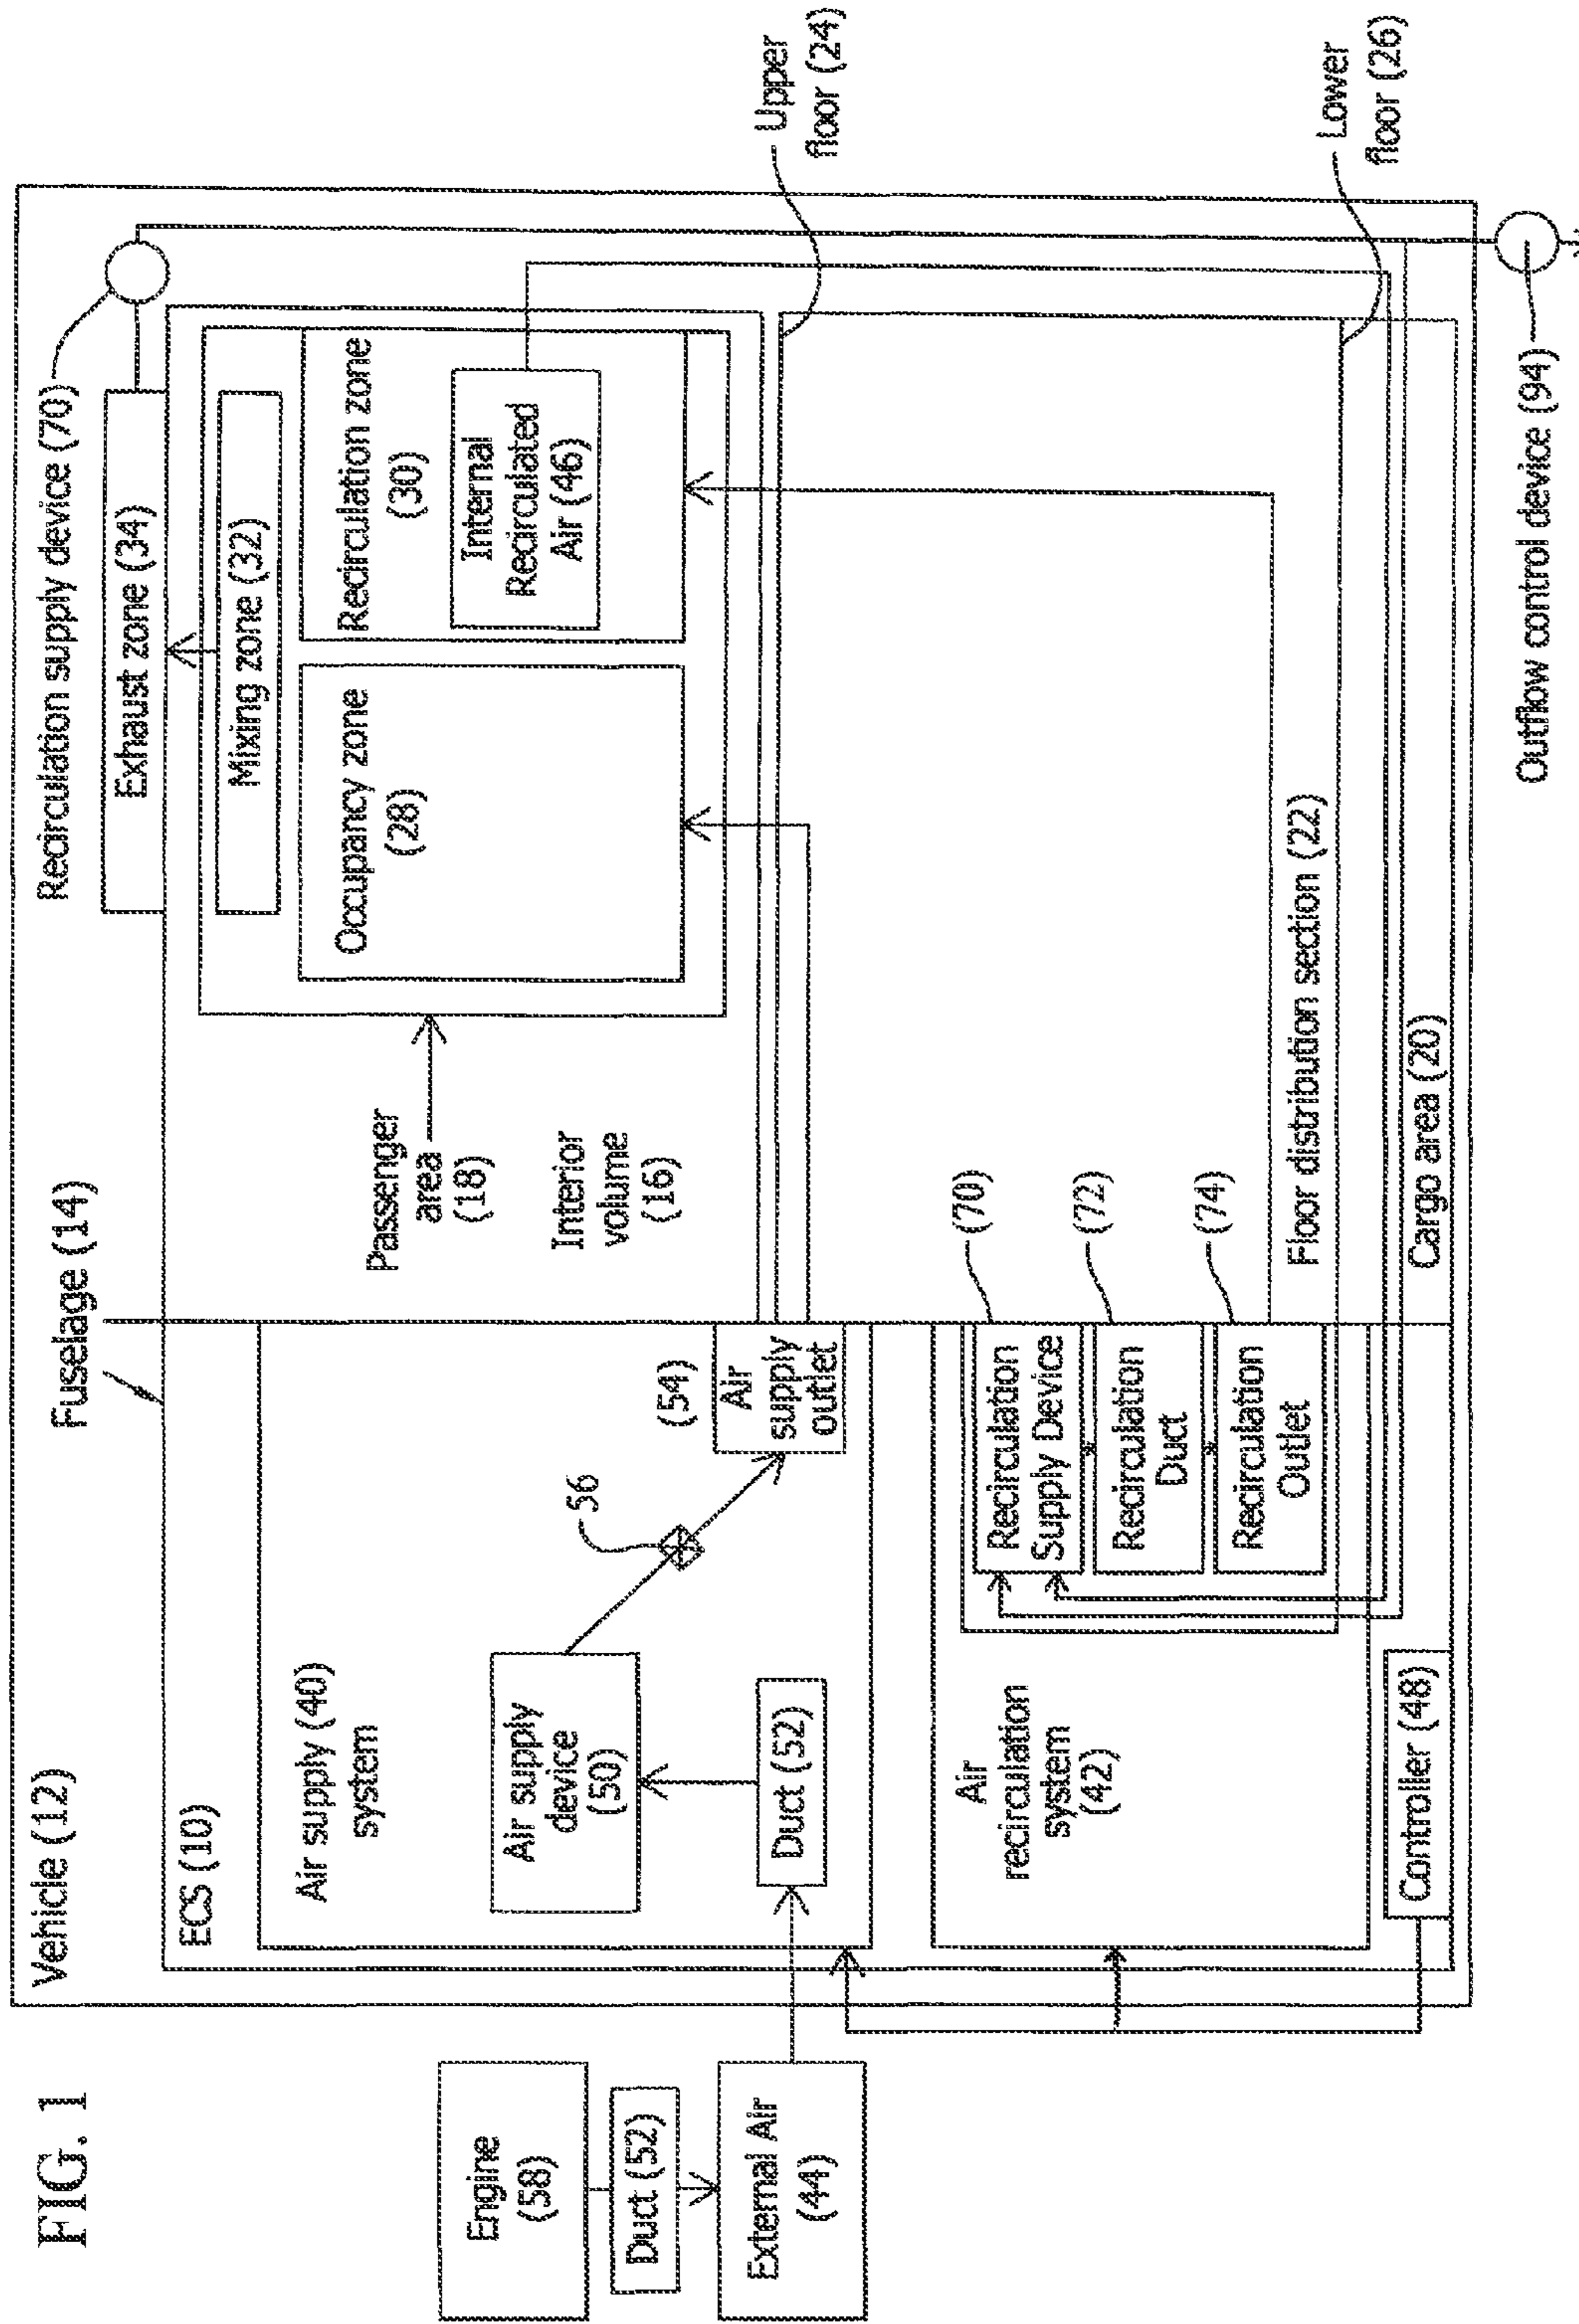 FIG. 1
Vehicle (12)
Fuselage (14)
Recirculation supply device (70)
ECS (10)
Exhaust zone (34)
Mixing zone (32)
Air supply (40)
system
Passenger
area
(18)
Interior
volume
(16)
Occupancy zone
(28)
Recirculation zone
(30)
Internal
Recirculated
Air (46)
Engine
(58)
Duct (52)
External Air
(44)
Air supply
device
(50)
Duct (52)
56
(54)
Air
supply
outlet
Upper
floor (24)
Air
recirculation
system
(42)
Recirculation
Supply Device
(70)
Recirculation
Duct
(72)
Recirculation
Outlet
(74)
Floor distribution section (22)
Lower
floor (26)
Controller (48)
Cargo area (20)
Outflow control device (94)